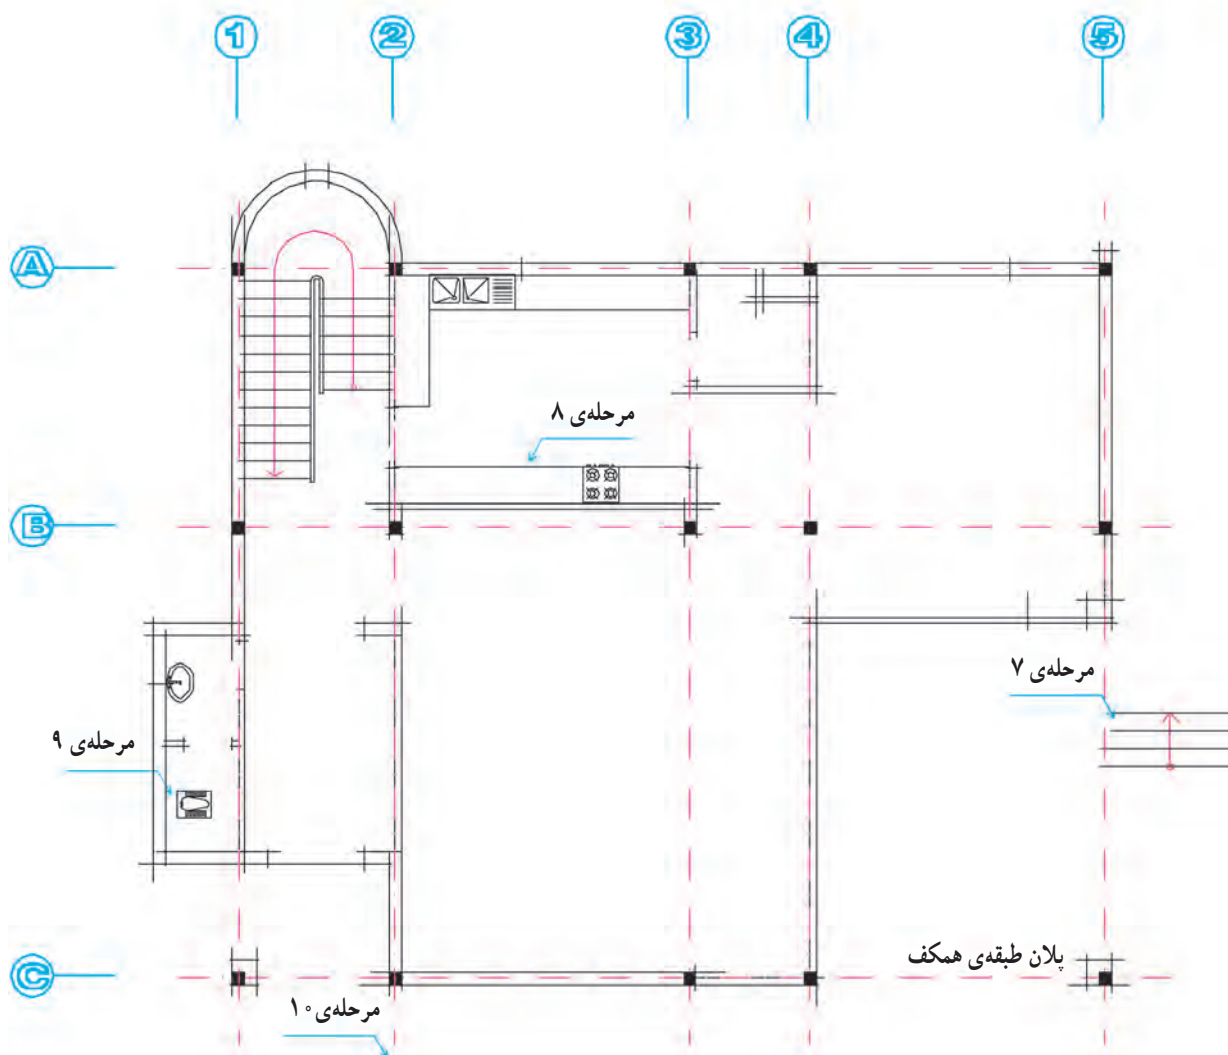 1 2 3 4 5
A
مرحله‌ی ۸
B
مرحله‌ی ۷
مرحله‌ی ۹
پلان طبقه‌ی همکف
C
مرحله‌ی ۱۰